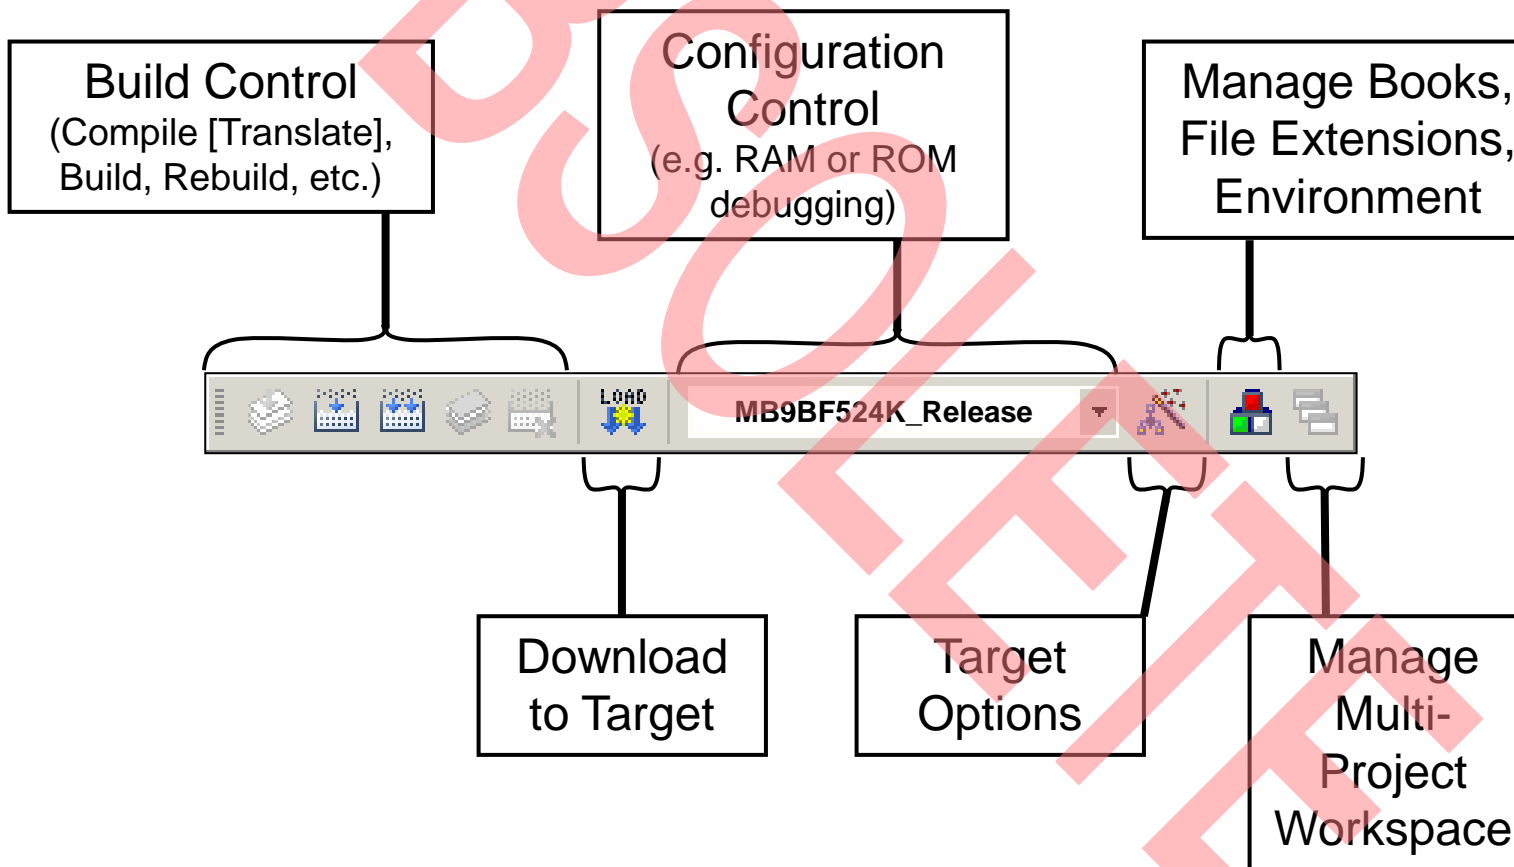 Build Control
(Compile [Translate],
Build, Rebuild, etc.)
Configuration
Control
(e.g. RAM or ROM
debugging)
Manage Books,
File Extensions,
Environment
LOAD
MB9BF524K_Release
Download
to Target
Target
Options
Manage
Multi-
Project
Workspace
BSOLETE